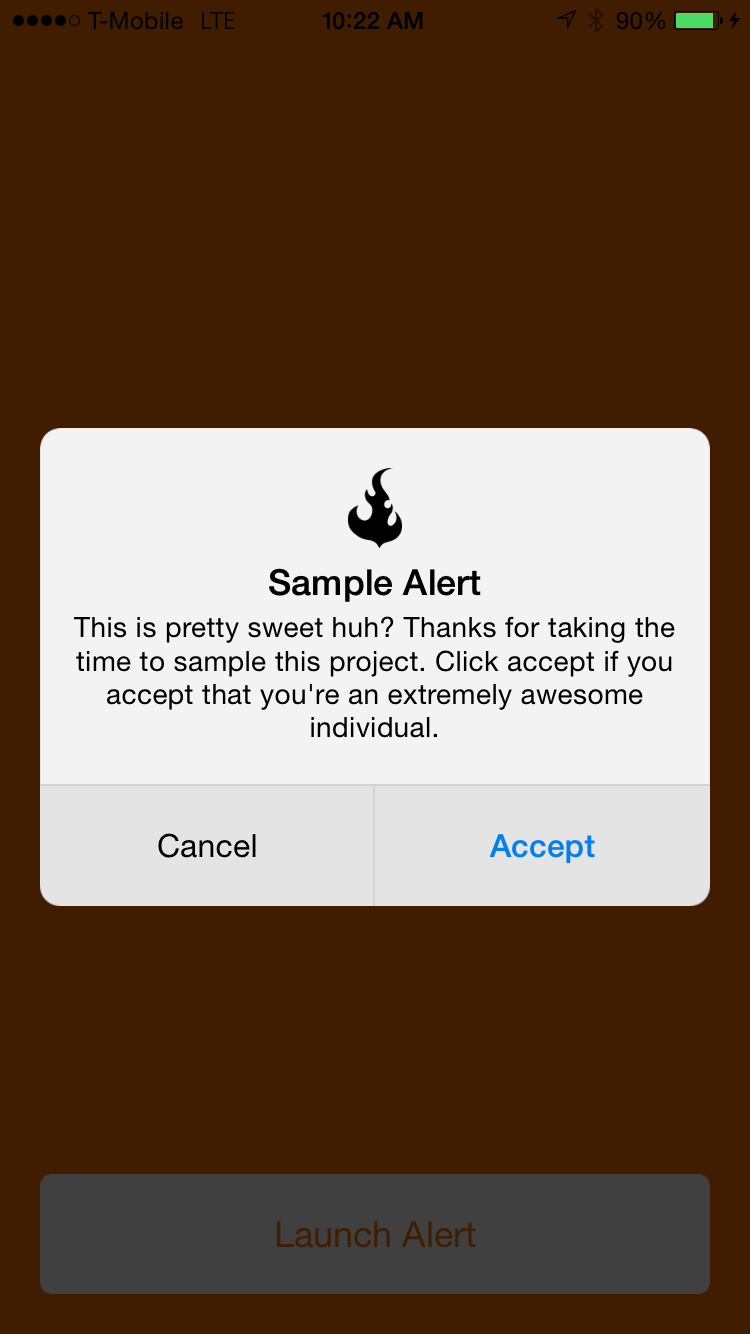 T-Mobile LTE 10:22 AM 90%
Sample Alert
This is pretty sweet huh? Thanks for taking the
time to sample this project. Click accept if you
accept that you're an extremely awesome
individual.
Cancel Accept
Launch Alert